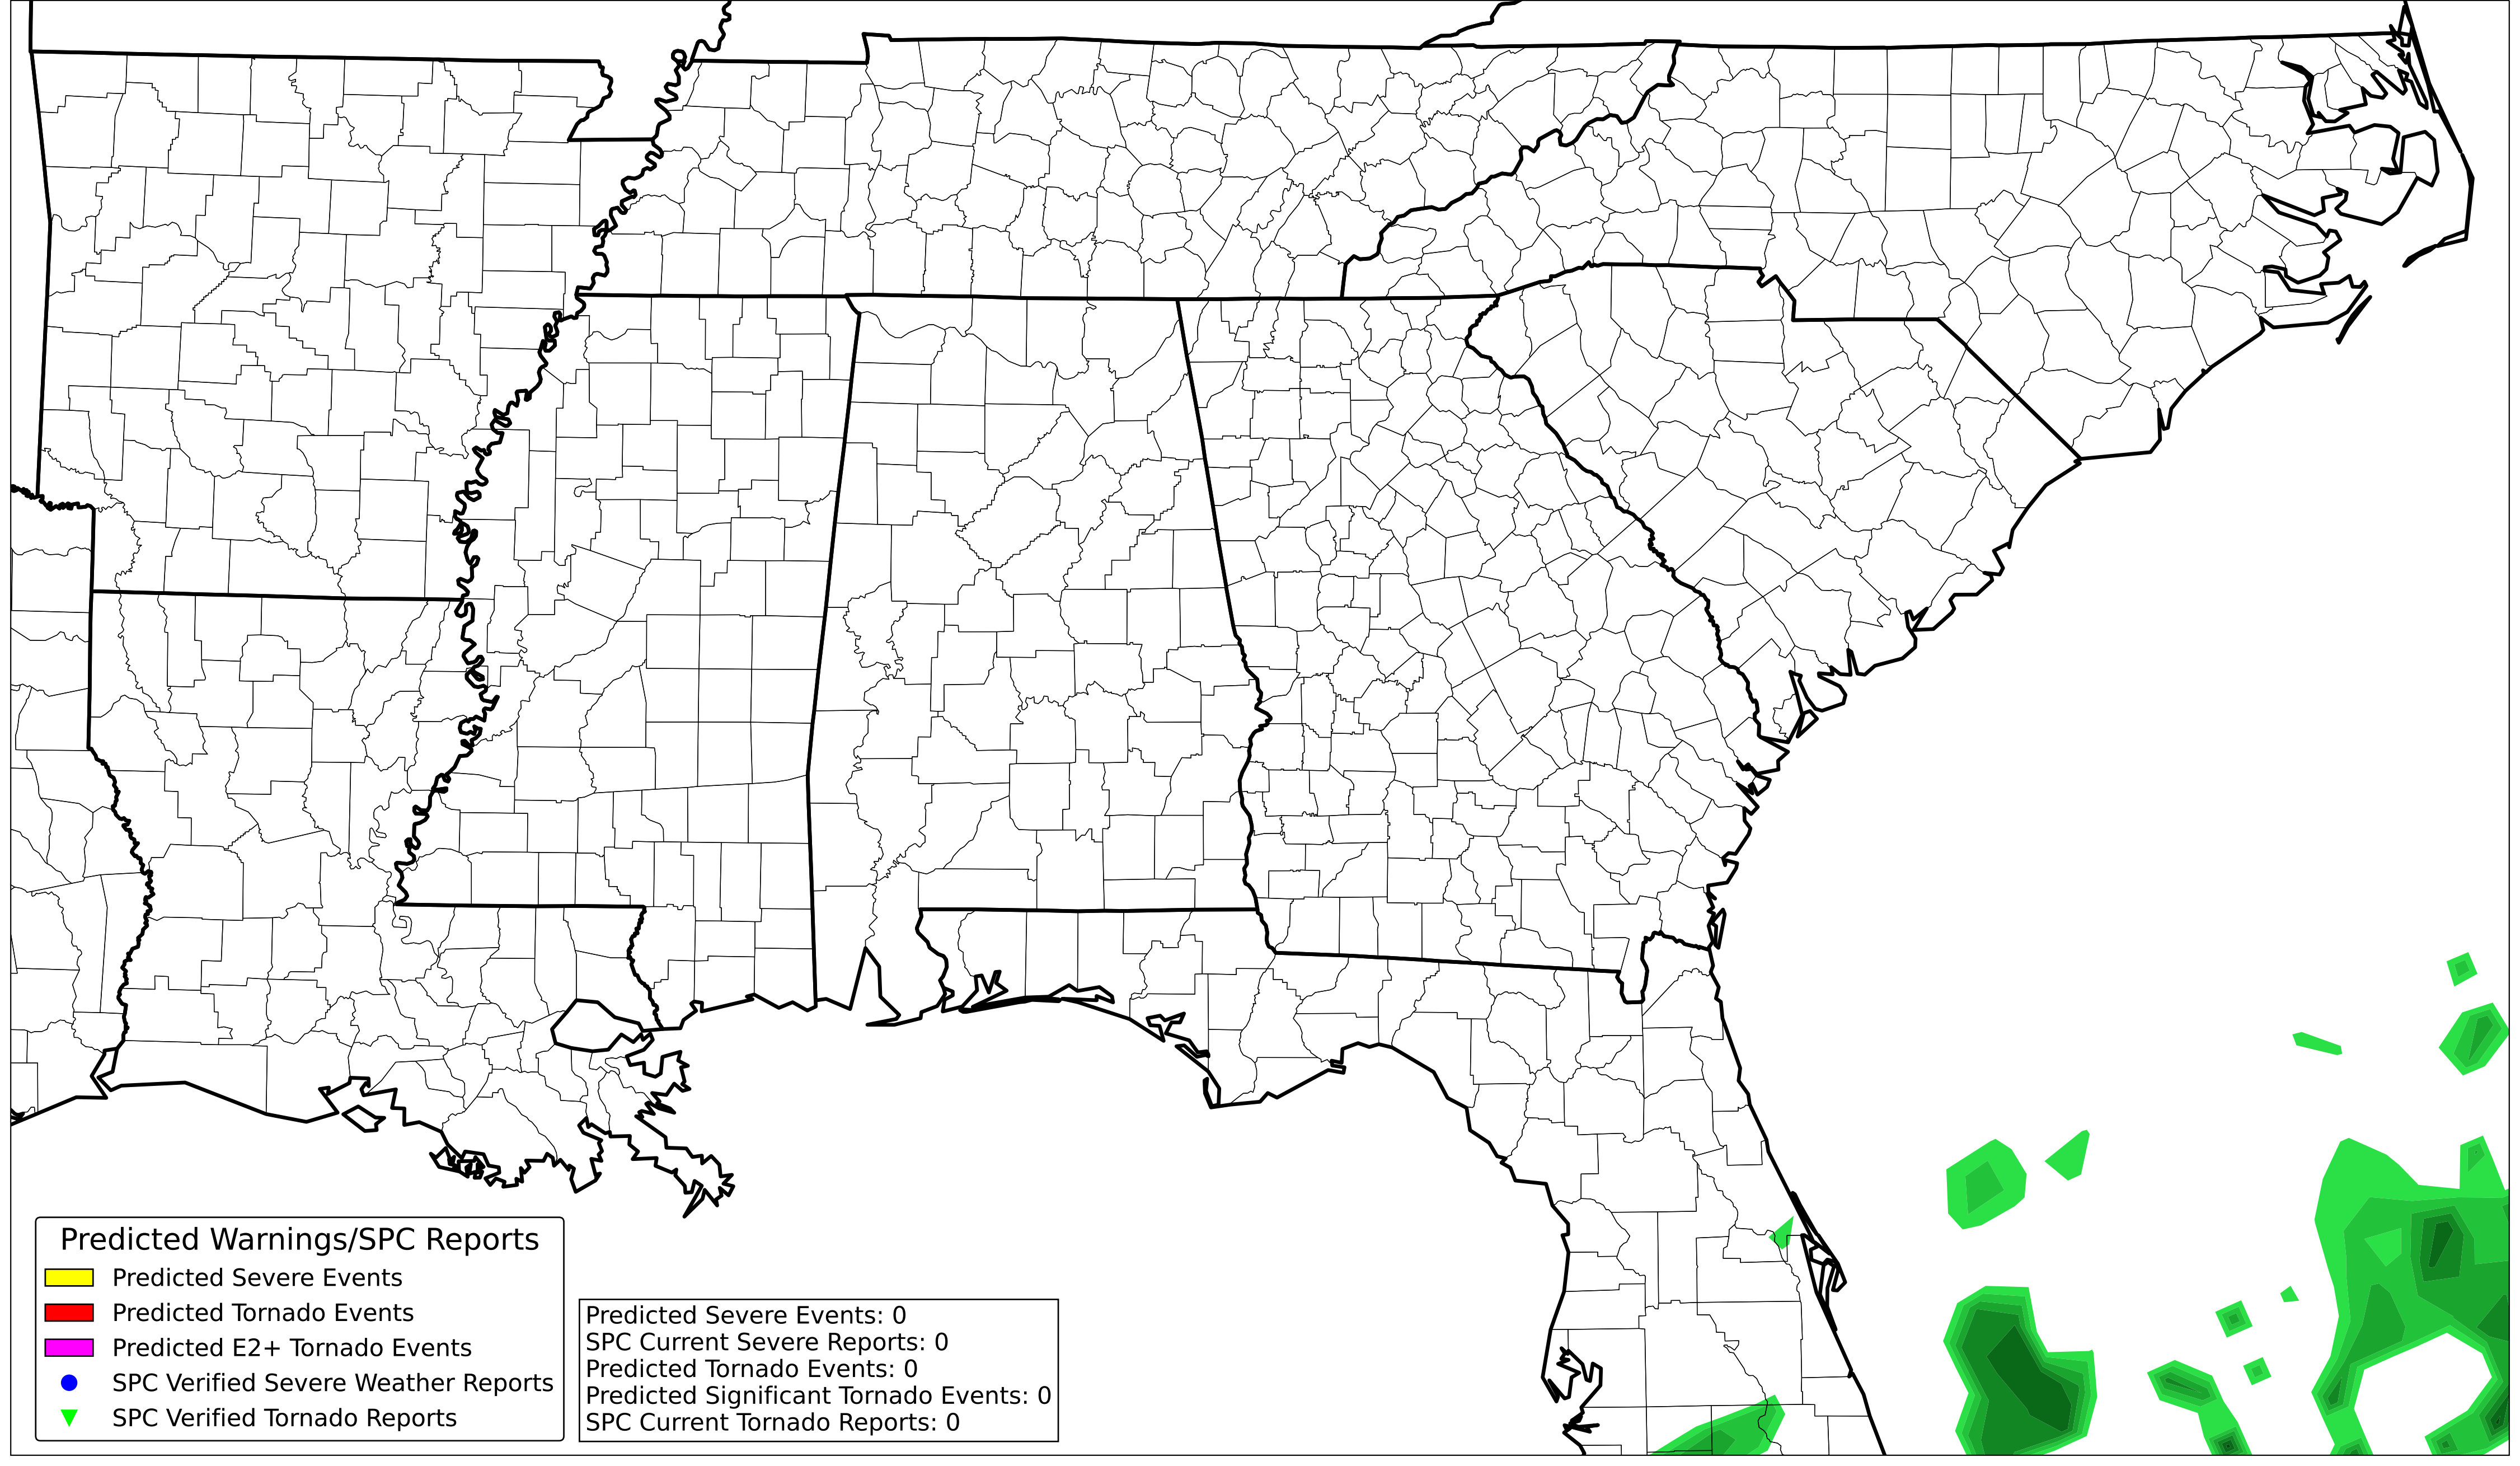 Predicted Warnings/SPC Reports
Predicted Severe Events
Predicted Tornado Events
Predicted E2+ Tornado Events
SPC Verified Severe Weather Reports
SPC Verified Tornado Reports
Predicted Severe Events: 0
SPC Current Severe Reports: 0
Predicted Tornado Events: 0
Predicted Significant Tornado Events: 0
SPC Current Tornado Reports: 0